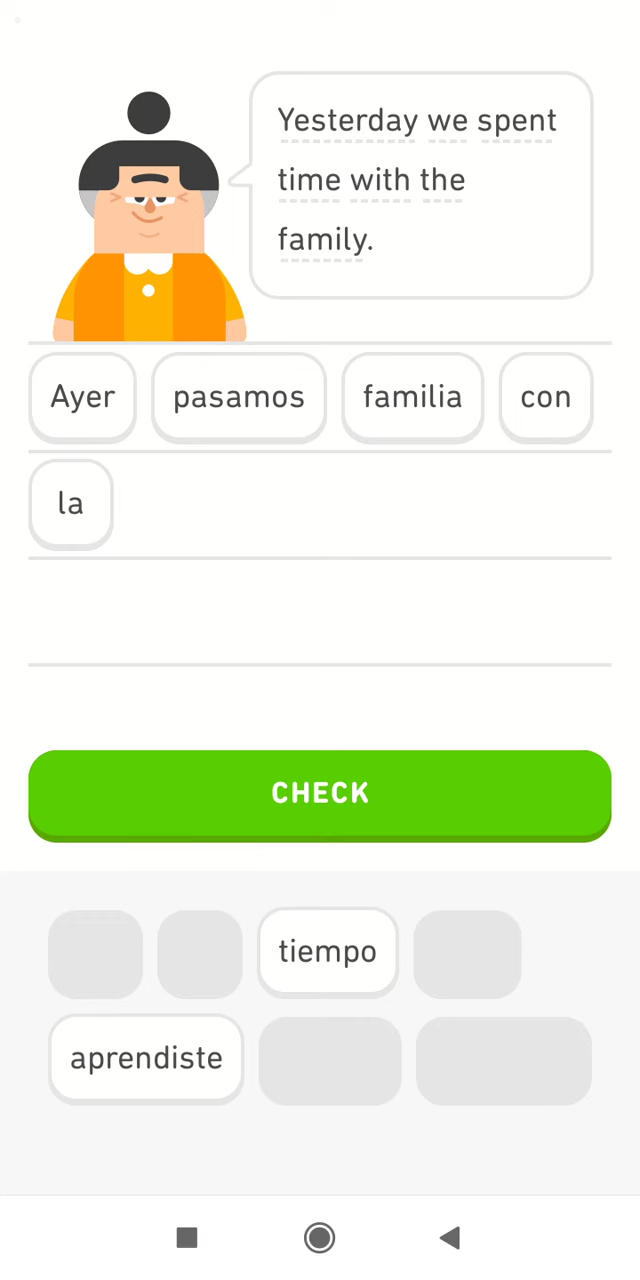 Yesterday we spent
time with the
family.
Ayer pasamos familia con
la
CHECK
tiempo
aprendiste